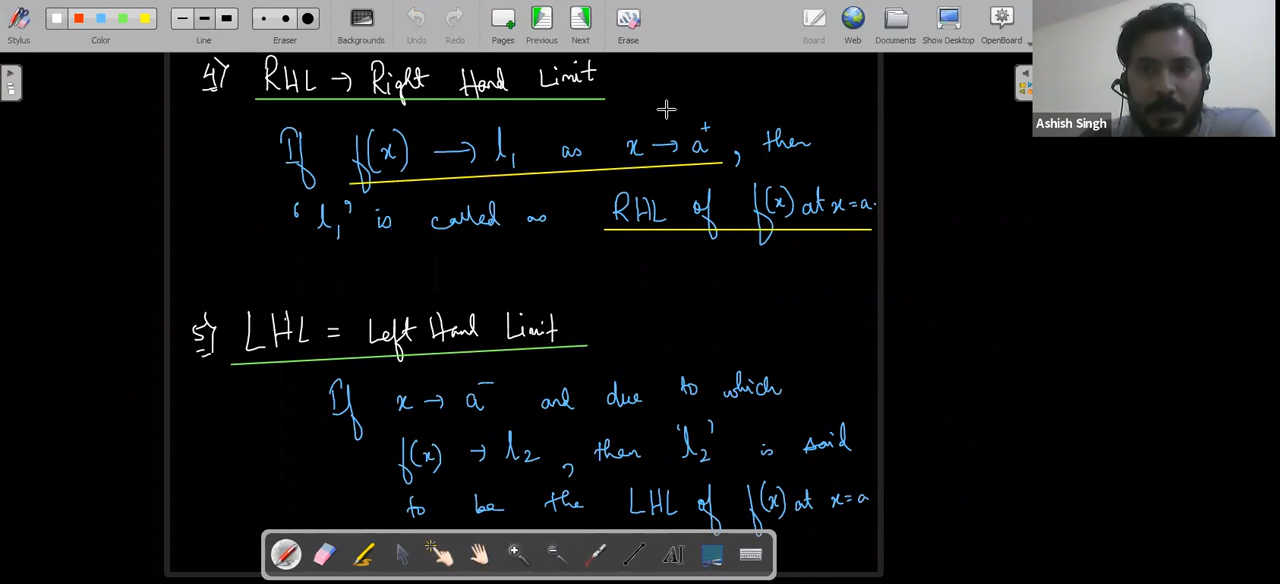 Stylus
Color
Line
Eraser
Backgrounds
Undo
Redo
Pages
Previous
Next
Erase
Board
Web
Documents
Show Desktop
OpenBoard
Ashish Singh
4) RHL → Right Hand Limit
If f(x) → l₁ as x → a⁺, then
'l₁' is called as RHL of f(x) at x = a.
5) LHL = Left Hand Limit
If x → a⁻ and due to which
f(x) → l₂, then 'l₂' is said
to be the LHL of f(x) at x = a
AI